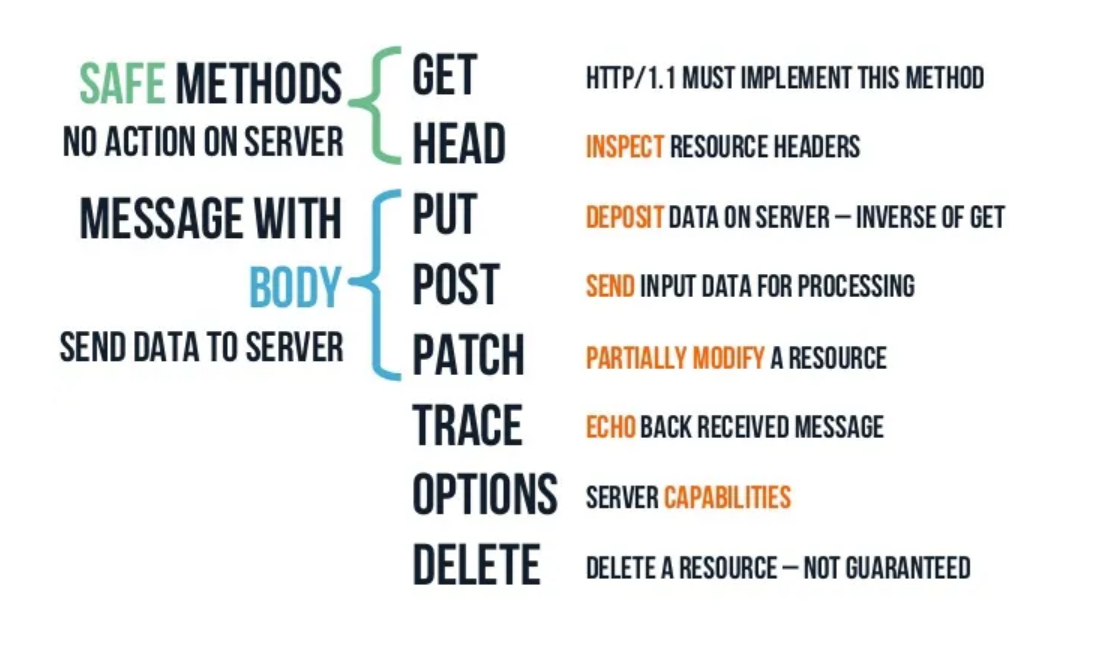 SAFE METHODS
NO ACTION ON SERVER
MESSAGE WITH
BODY
SEND DATA TO SERVER
GET HTTP/1.1 MUST IMPLEMENT THIS METHOD
HEAD INSPECT RESOURCE HEADERS
PUT DEPOSIT DATA ON SERVER – INVERSE OF GET
POST SEND INPUT DATA FOR PROCESSING
PATCH PARTIALLY MODIFY A RESOURCE
TRACE ECHO BACK RECEIVED MESSAGE
OPTIONS SERVER CAPABILITIES
DELETE DELETE A RESOURCE – NOT GUARANTEED